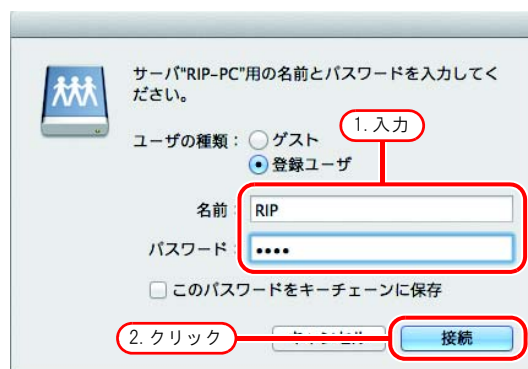 サーバ"RIP-PC"用の名前とパスワードを入力してく
ださい。
1.入力
ユーザの種類：ゲスト
登録ユーザ
名前：RIP
パスワード：••••
このパスワードをキーチェーンに保存
2.クリック
接続